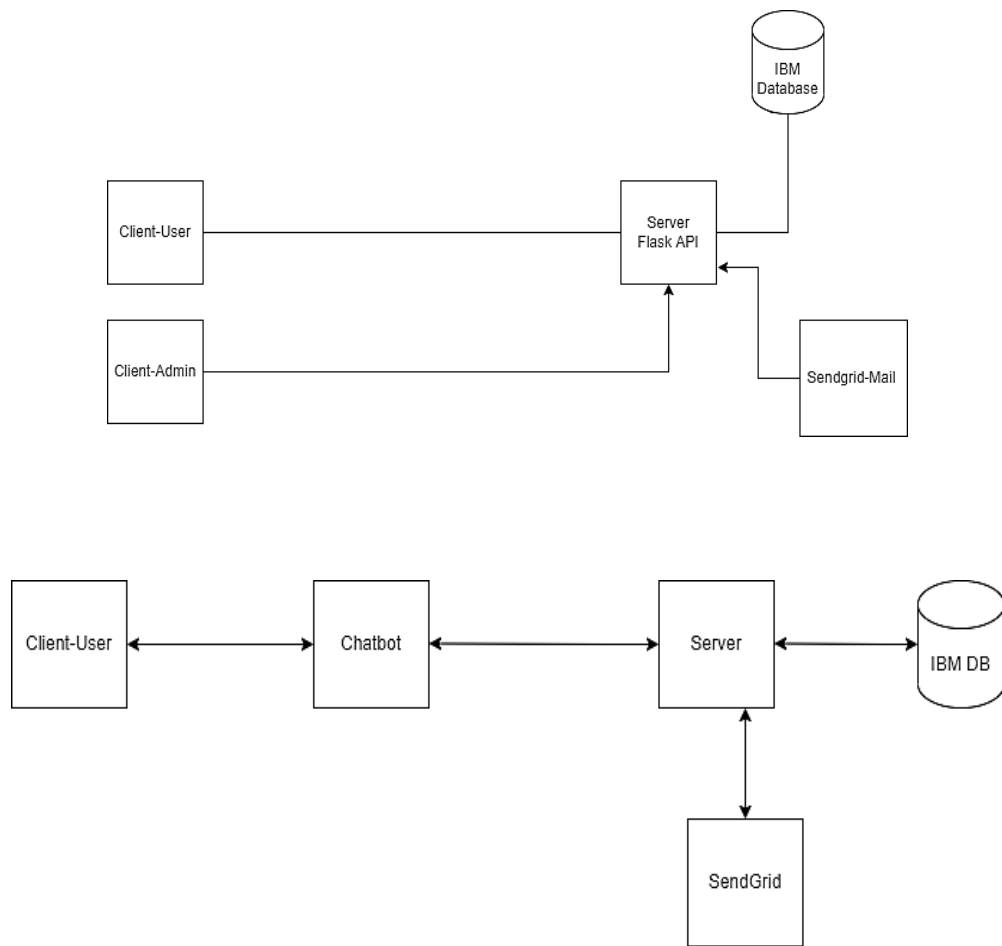 IBM
Database
Client-User
Server
Flask API
Client-Admin
Sendgrid-Mail
Client-User
Chatbot
Server
IBM DB
SendGrid